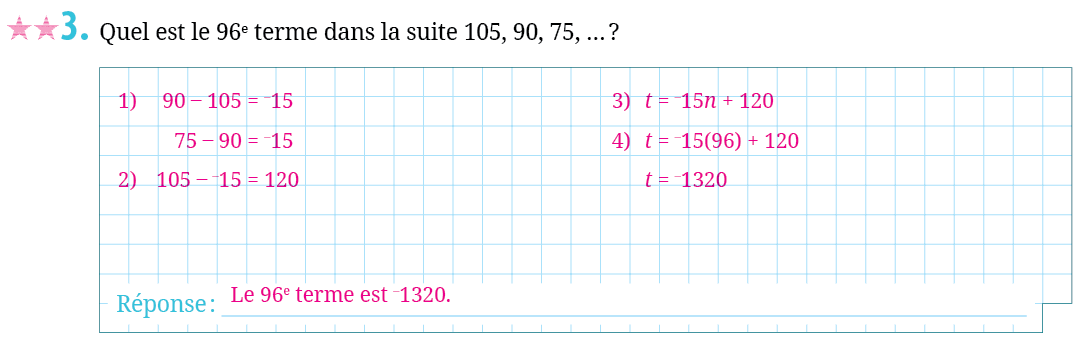 3. Quel est le 96e terme dans la suite 105, 90, 75, …?
1) 90 – 105 = ⁻15
75 – 90 = ⁻15
2) 105 – ⁻15 = 120
3) t = ⁻15n + 120
4) t = ⁻15(96) + 120
t = ⁻1320
Réponse : Le 96e terme est ⁻1320.